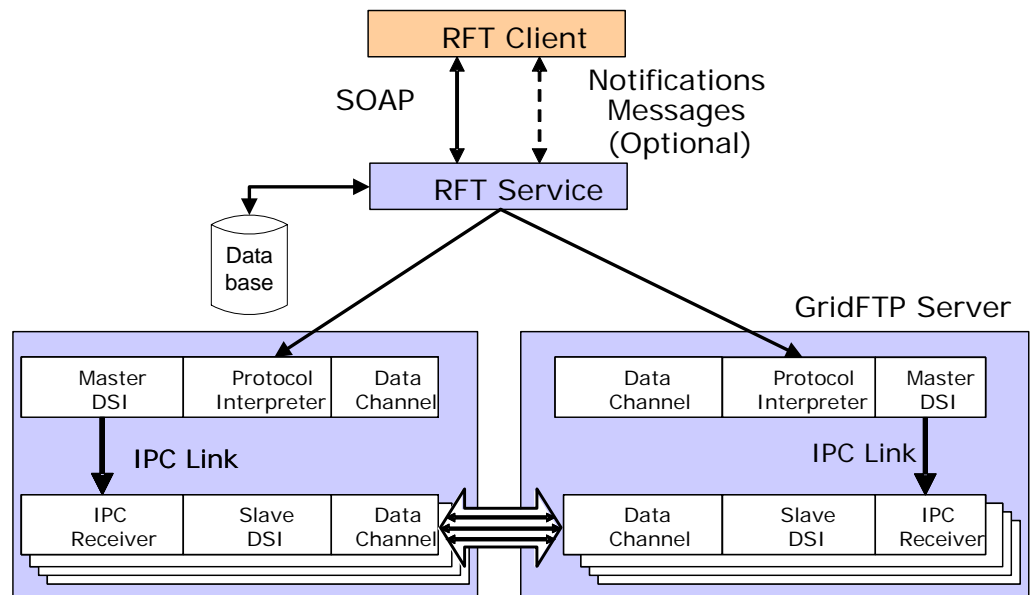 RFT Client
SOAP
Notifications
Messages
(Optional)
RFT Service
Data
base
GridFTP Server
Master
DSI
Protocol
Interpreter
Data
Channel
Data
Channel
Protocol
Interpreter
Master
DSI
IPC Link
IPC Link
IPC
Receiver
Slave
DSI
Data
Channel
Data
Channel
Slave
DSI
IPC
Receiver